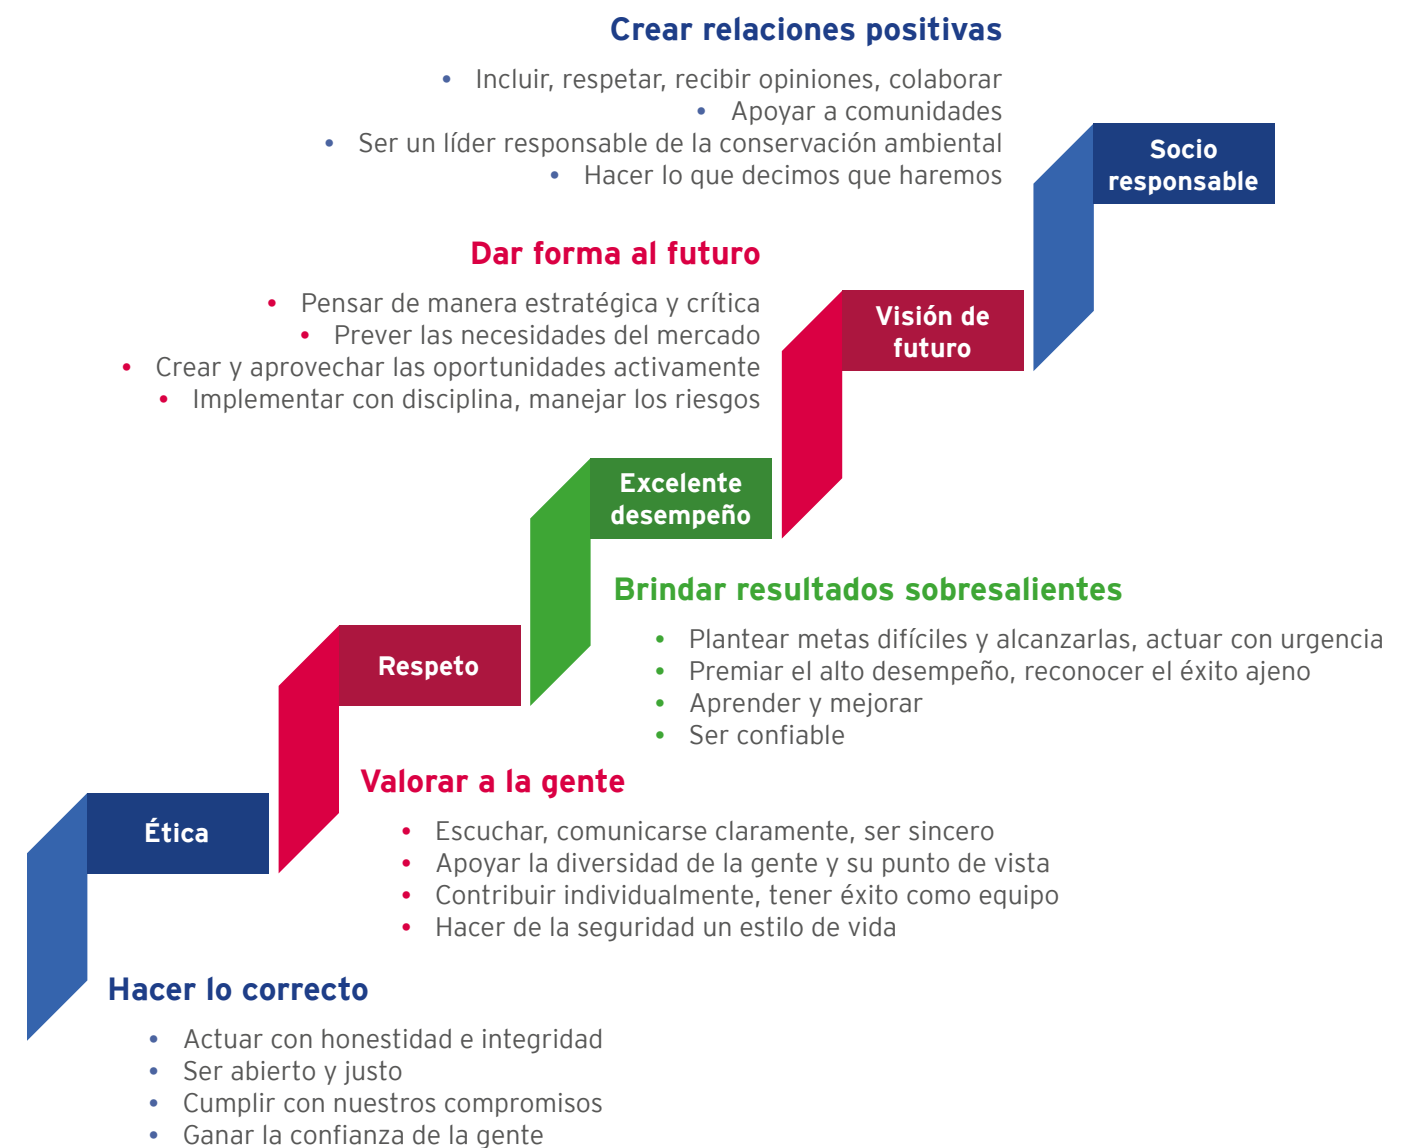 Crear relaciones positivas
• Incluir, respetar, recibir opiniones, colaborar
• Apoyar a comunidades
• Ser un líder responsable de la conservación ambiental
• Hacer lo que decimos que haremos
Socio
responsable
Dar forma al futuro
• Pensar de manera estratégica y crítica
• Prever las necesidades del mercado
• Crear y aprovechar las oportunidades activamente
• Implementar con disciplina, manejar los riesgos
Visión de
futuro
Excelente
desempeño
Brindar resultados sobresalientes
• Plantear metas difíciles y alcanzarlas, actuar con urgencia
• Premiar el alto desempeño, reconocer el éxito ajeno
• Aprender y mejorar
• Ser confiable
Respeto
Valorar a la gente
• Escuchar, comunicarse claramente, ser sincero
• Apoyar la diversidad de la gente y su punto de vista
• Contribuir individualmente, tener éxito como equipo
• Hacer de la seguridad un estilo de vida
Ética
Hacer lo correcto
• Actuar con honestidad e integridad
• Ser abierto y justo
• Cumplir con nuestros compromisos
• Ganar la confianza de la gente